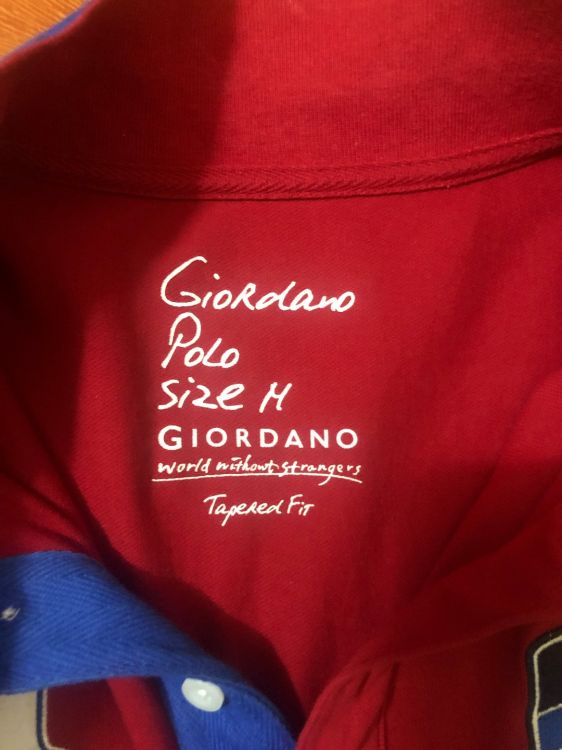 Giordano
Polo
Size M
GIORDANO
world without strangers
Tapered Fit